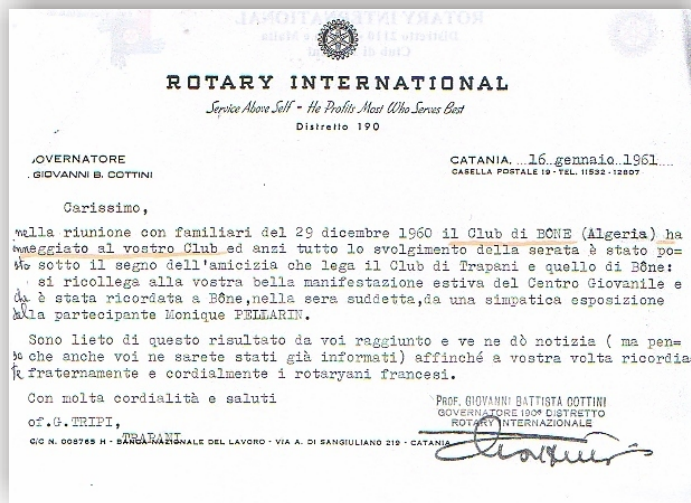 ROTARY INTERNATIONAL
Service Above Self - He Profits Most Who Serves Best
Distretto 190
OVERNATORE
GIOVANNI B. COTTINI
CATANIA, 16 gennaio 1961
CASELLA POSTALE 19 - TEL. 11532 - 12807
Carissimo,
nella riunione con familiari del 29 dicembre 1960 il Club di BÔNE (Algeria) ha
inneggiato al vostro Club ed anzi tutto lo svolgimento della serata è stato po=
sto sotto il segno dell'amicizia che lega il Club di Trapani e quello di Bône:
si ricollega alla vostra bella manifestazione estiva del Centro Giovanile e
che è stata ricordata a Bône, nella sera suddetta, da una simpatica esposizione
della partecipante Monique PELLARIN.
Sono lieto di questo risultato da voi raggiunto e ve ne dò notizia ( ma pen=
so che anche voi ne sarete stati già informati) affinché a vostra volta ricordia=
te fraternamente e cordialmente i rotaryani francesi.
Con molta cordialità e saluti
of.G.TRIPI,
TRAPANI
PROF. GIOVANNI BATTISTA COTTINI
GOVERNATORE 190° DISTRETTO
ROTARY INTERNAZIONALE
C/C N. 008765 H - BANCA NAZIONALE DEL LAVORO - VIA A. DI SANGIULIANO 219 - CATANIA